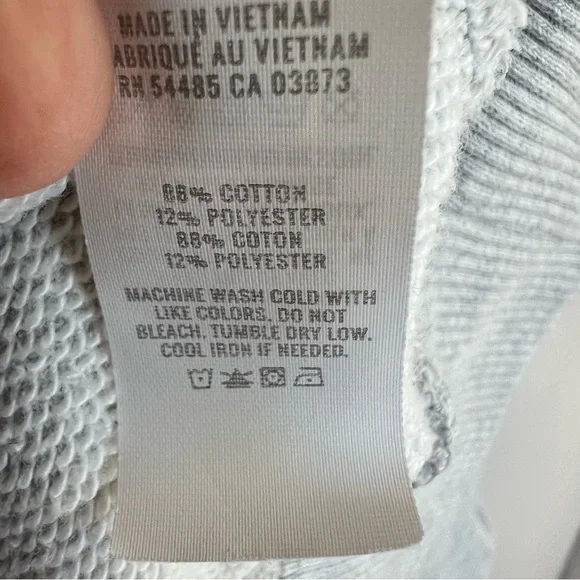 MADE IN VIETNAM
FABRIQUÉ AU VIETNAM
RN 54485 CA 03873
88% COTTON
12% POLYESTER
88% COTON
12% POLYESTER
MACHINE WASH COLD WITH
LIKE COLORS. DO NOT
BLEACH. TUMBLE DRY LOW.
COOL IRON IF NEEDED.